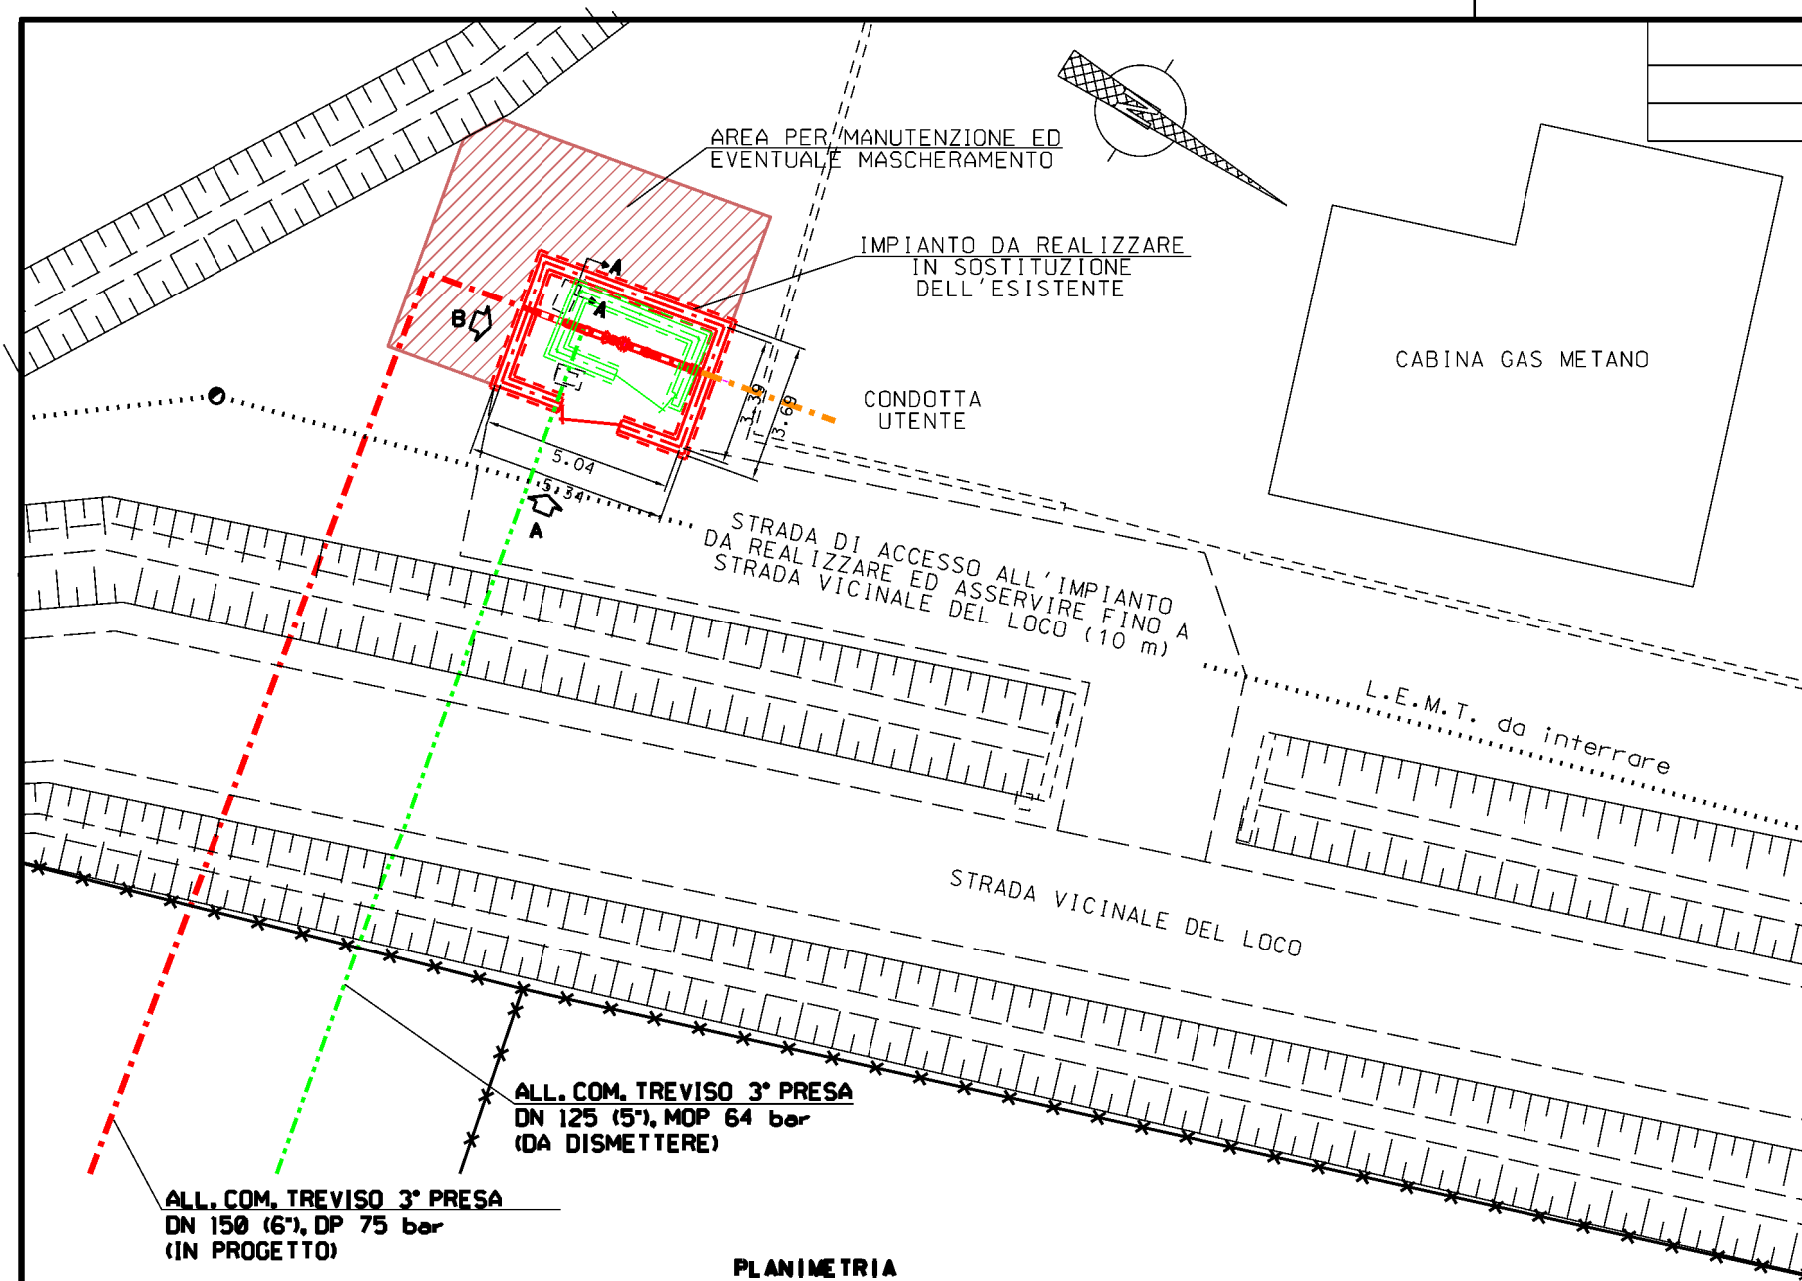 N
AREA PER MANUTENZIONE ED
EVENTUALE MASCHERAMENTO
IMPIANTO DA REALIZZARE
IN SOSTITUZIONE
DELL'ESISTENTE
A
A
B
CABINA GAS METANO
CONDOTTA
UTENTE
3.39
3.69
5.04
5.34
A
STRADA DI ACCESSO ALL'IMPIANTO
DA REALIZZARE ED ASSERVIRE FINO A
STRADA VICINALE DEL LOCO (10 m)
L.E.M.T. da interrare
STRADA VICINALE DEL LOCO
ALL. COM. TREVISO 3° PRESA
DN 125 (5"), MOP 64 bar
(DA DISMETTERE)
ALL. COM. TREVISO 3° PRESA
DN 150 (6"), DP 75 bar
(IN PROGETTO)
PLANIMETRIA